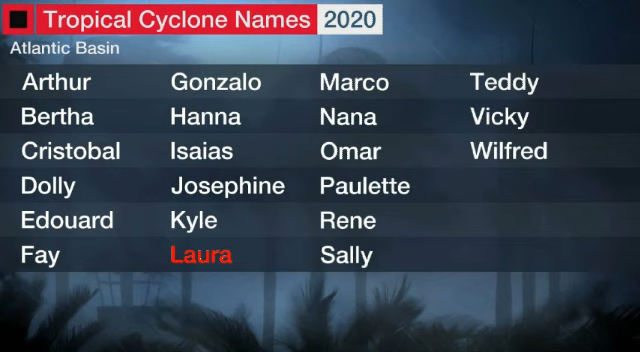 Tropical Cyclone Names 2020
Atlantic Basin
Arthur Gonzalo Marco Teddy
Bertha Hanna Nana Vicky
Cristobal Isaias Omar Wilfred
Dolly Josephine Paulette
Edouard Kyle Rene
Fay Laura Sally